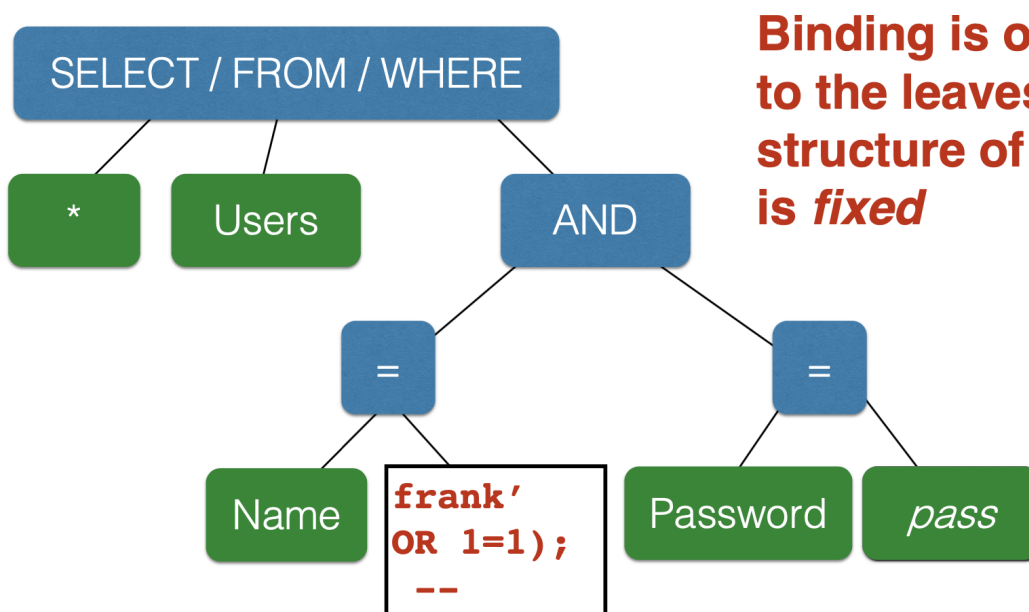 Binding is
to the
structure of
is fixed
SELECT / FROM / WHERE
*
Users
AND
=
=
Name
frank’
OR 1=1);
--
Password
pass